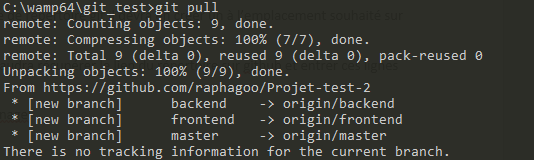 C:\wamp64\git_test>git pull
remote: Counting objects: 9, done.
remote: Compressing objects: 100% (7/7), done.
remote: Total 9 (delta 0), reused 9 (delta 0), pack-reused 0
Unpacking objects: 100% (9/9), done.
From https://github.com/raphagoo/Projet-test-2
 * [new branch]      backend    -> origin/backend
 * [new branch]      frontend   -> origin/frontend
 * [new branch]      master     -> origin/master
There is no tracking information for the current branch.